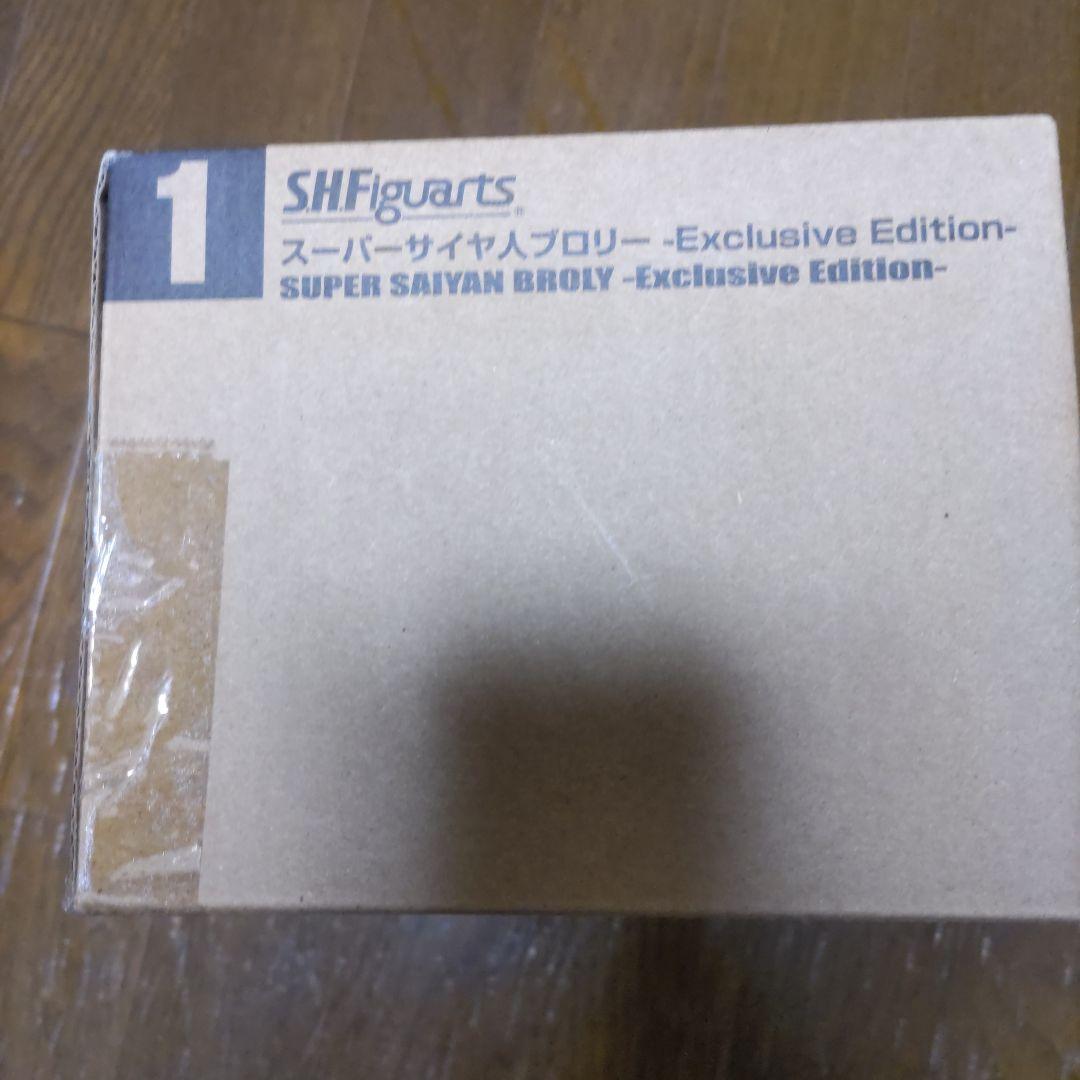 1
S.H.Figuarts®
スーパーサイヤ人ブロリー -Exclusive Edition-
SUPER SAIYAN BROLY -Exclusive Edition-